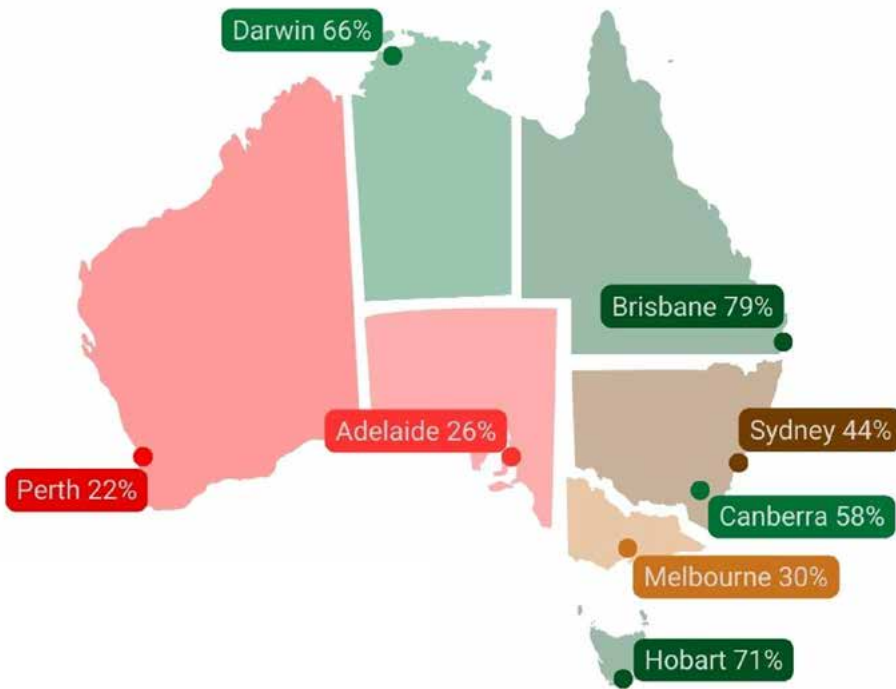 Darwin 66%
Brisbane 79%
Adelaide 26%
Sydney 44%
Perth 22%
Canberra 58%
Melbourne 30%
Hobart 71%